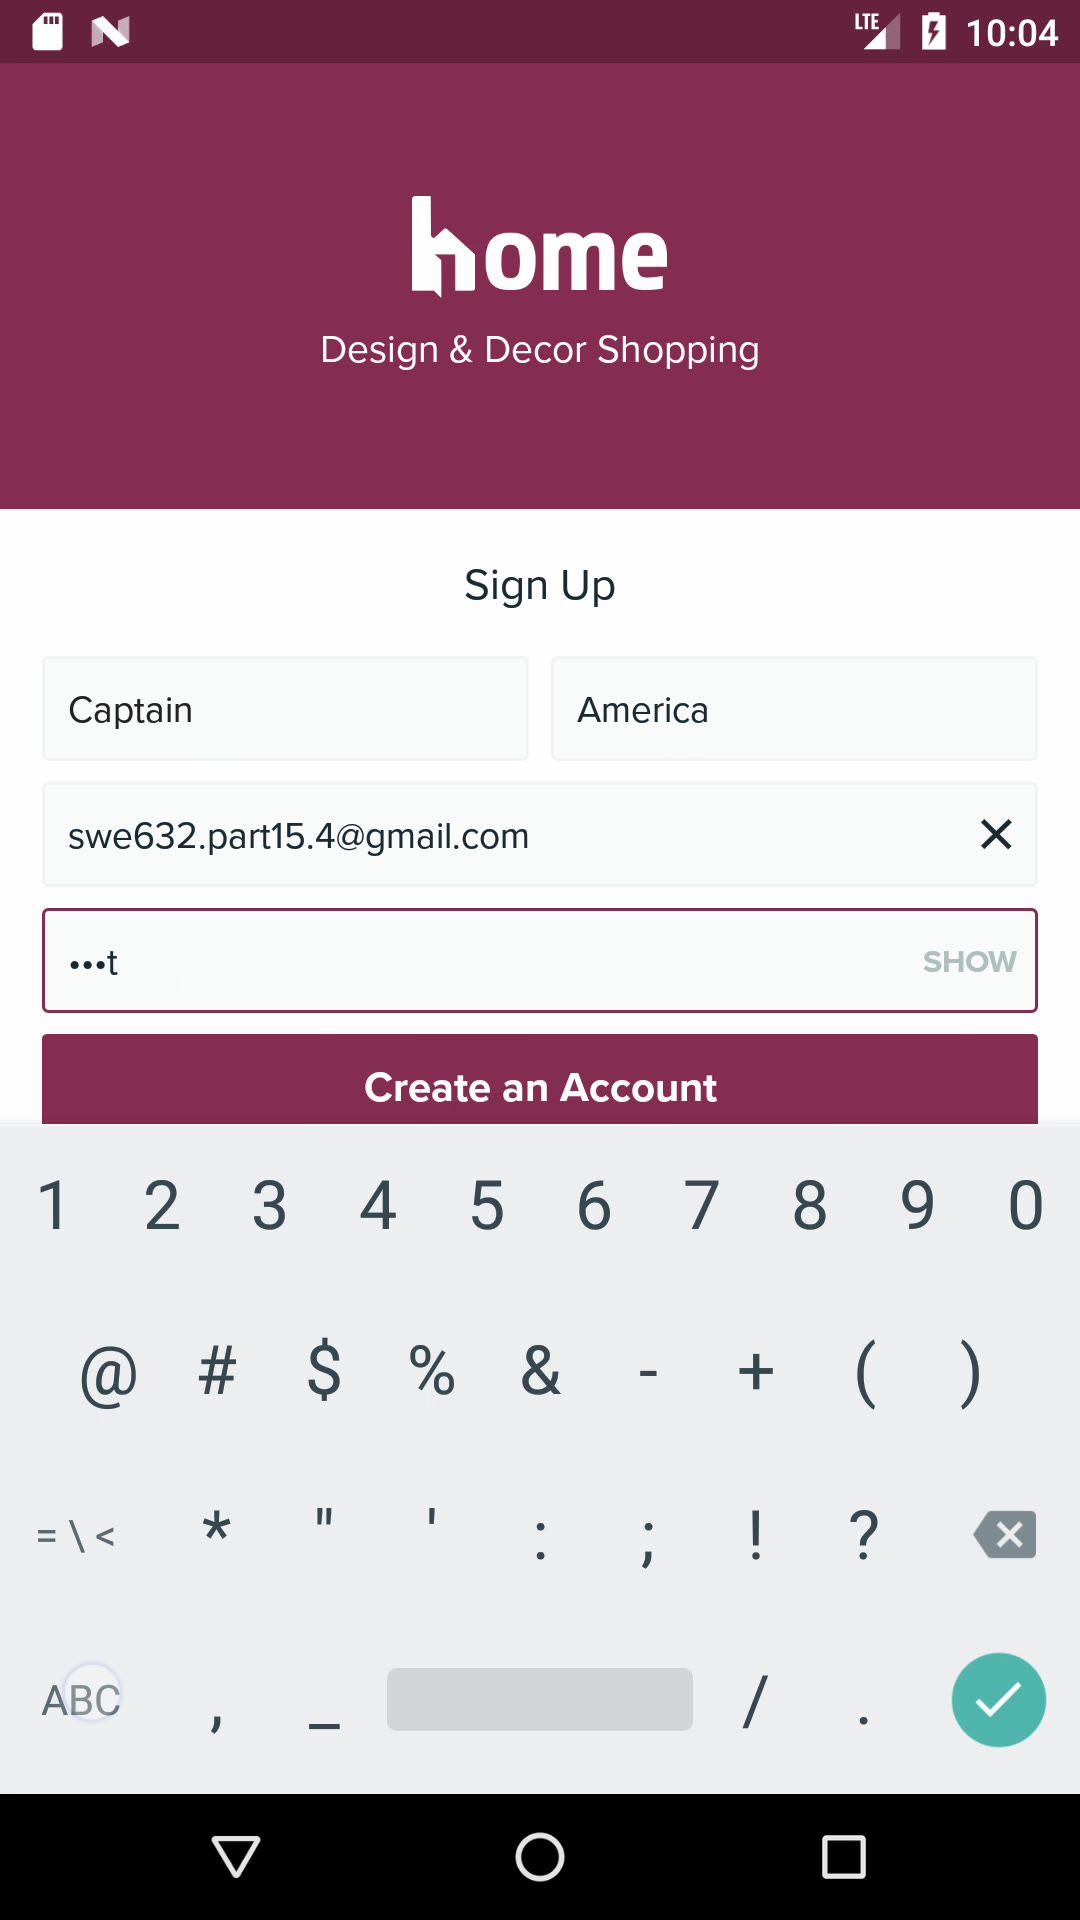 LTE 10:04
home
Design & Decor Shopping
Sign Up
Captain America
swe632.part15.4@gmail.com
•••t SHOW
Create an Account
1 2 3 4 5 6 7 8 9 0
@ # $ % & - + ( )
= \ < * " ' : ; ! ?
ABC , _ / .